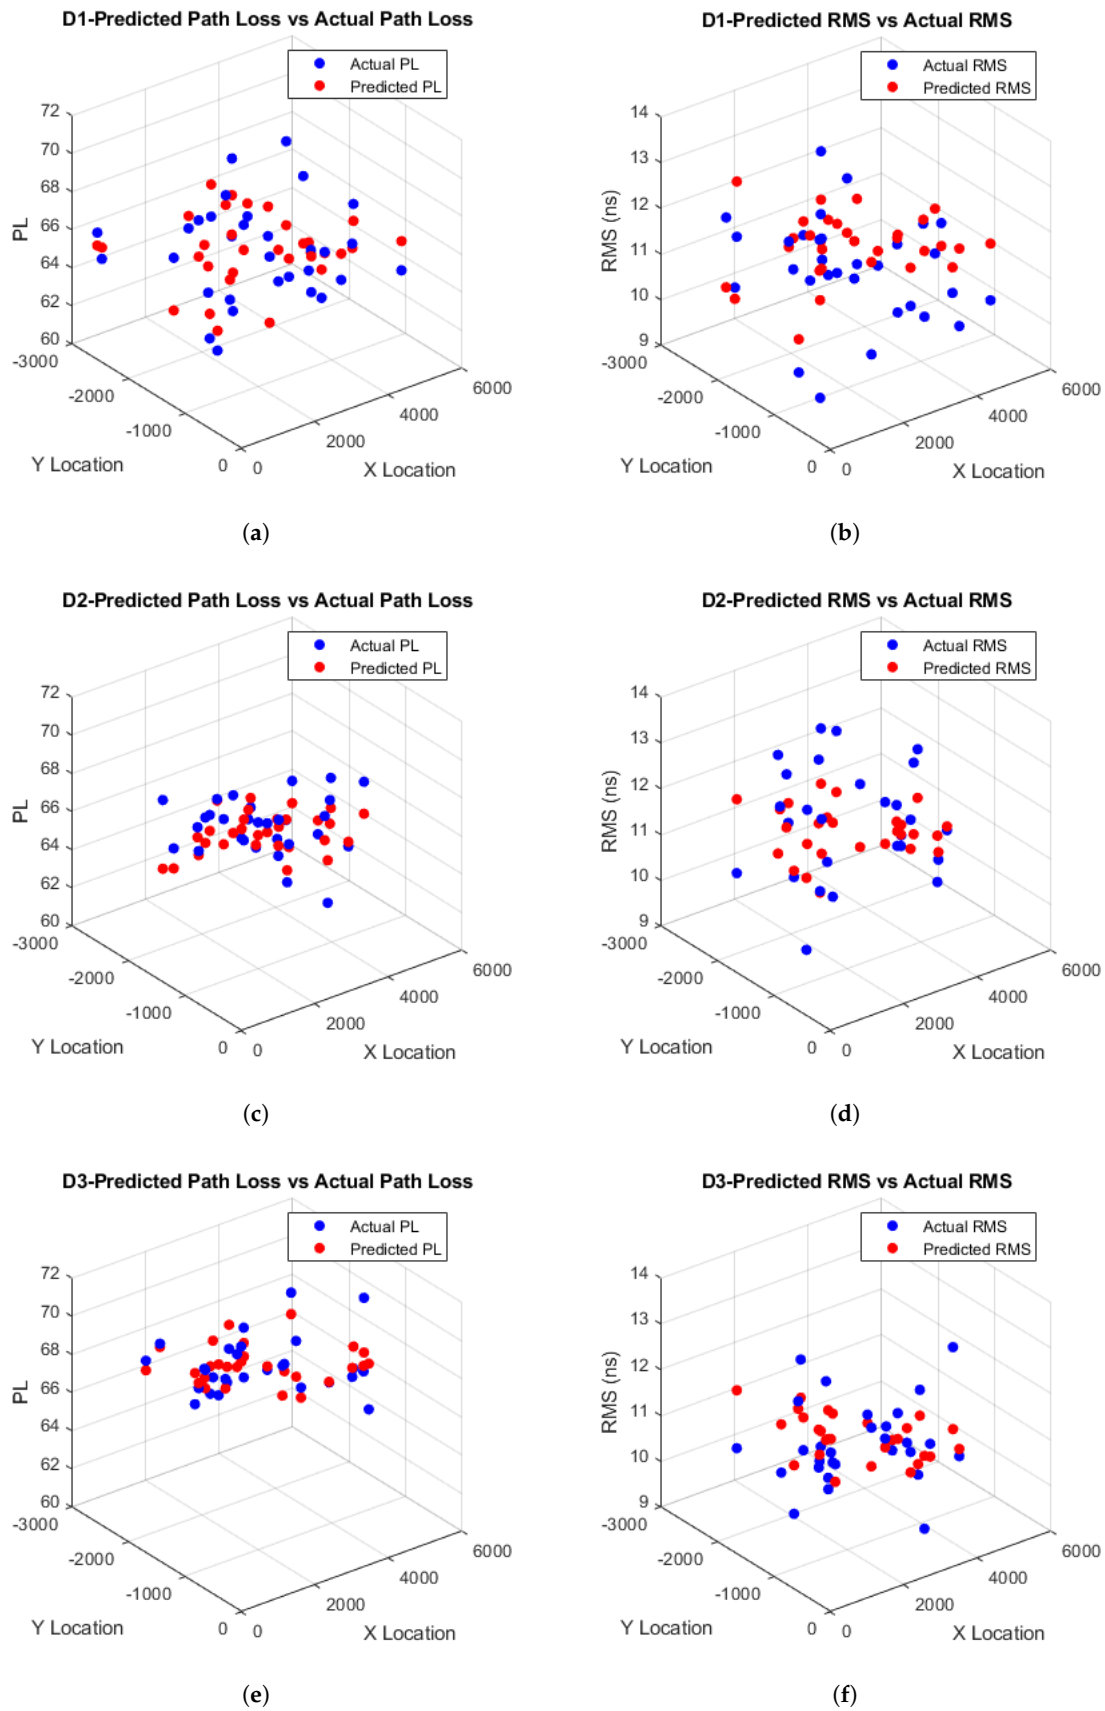 D1-Predicted Path Loss vs Actual Path Loss
Actual PL
Predicted PL
72
70
68
66
64
62
60
PL
-3000
-2000
-1000
0
Y Location
0
2000
4000
6000
X Location
(a)
D1-Predicted RMS vs Actual RMS
Actual RMS
Predicted RMS
14
13
12
11
10
9
RMS (ns)
-3000
-2000
-1000
0
Y Location
0
2000
4000
6000
X Location
(b)
D2-Predicted Path Loss vs Actual Path Loss
Actual PL
Predicted PL
72
70
68
66
64
62
60
PL
-3000
-2000
-1000
0
Y Location
0
2000
4000
6000
X Location
(c)
D2-Predicted RMS vs Actual RMS
Actual RMS
Predicted RMS
14
13
12
11
10
9
RMS (ns)
-3000
-2000
-1000
0
Y Location
0
2000
4000
6000
X Location
(d)
D3-Predicted Path Loss vs Actual Path Loss
Actual PL
Predicted PL
72
70
68
66
64
62
60
PL
-3000
-2000
-1000
0
Y Location
0
2000
4000
6000
X Location
(e)
D3-Predicted RMS vs Actual RMS
Actual RMS
Predicted RMS
14
13
12
11
10
9
RMS (ns)
-3000
-2000
-1000
0
Y Location
0
2000
4000
6000
X Location
(f)